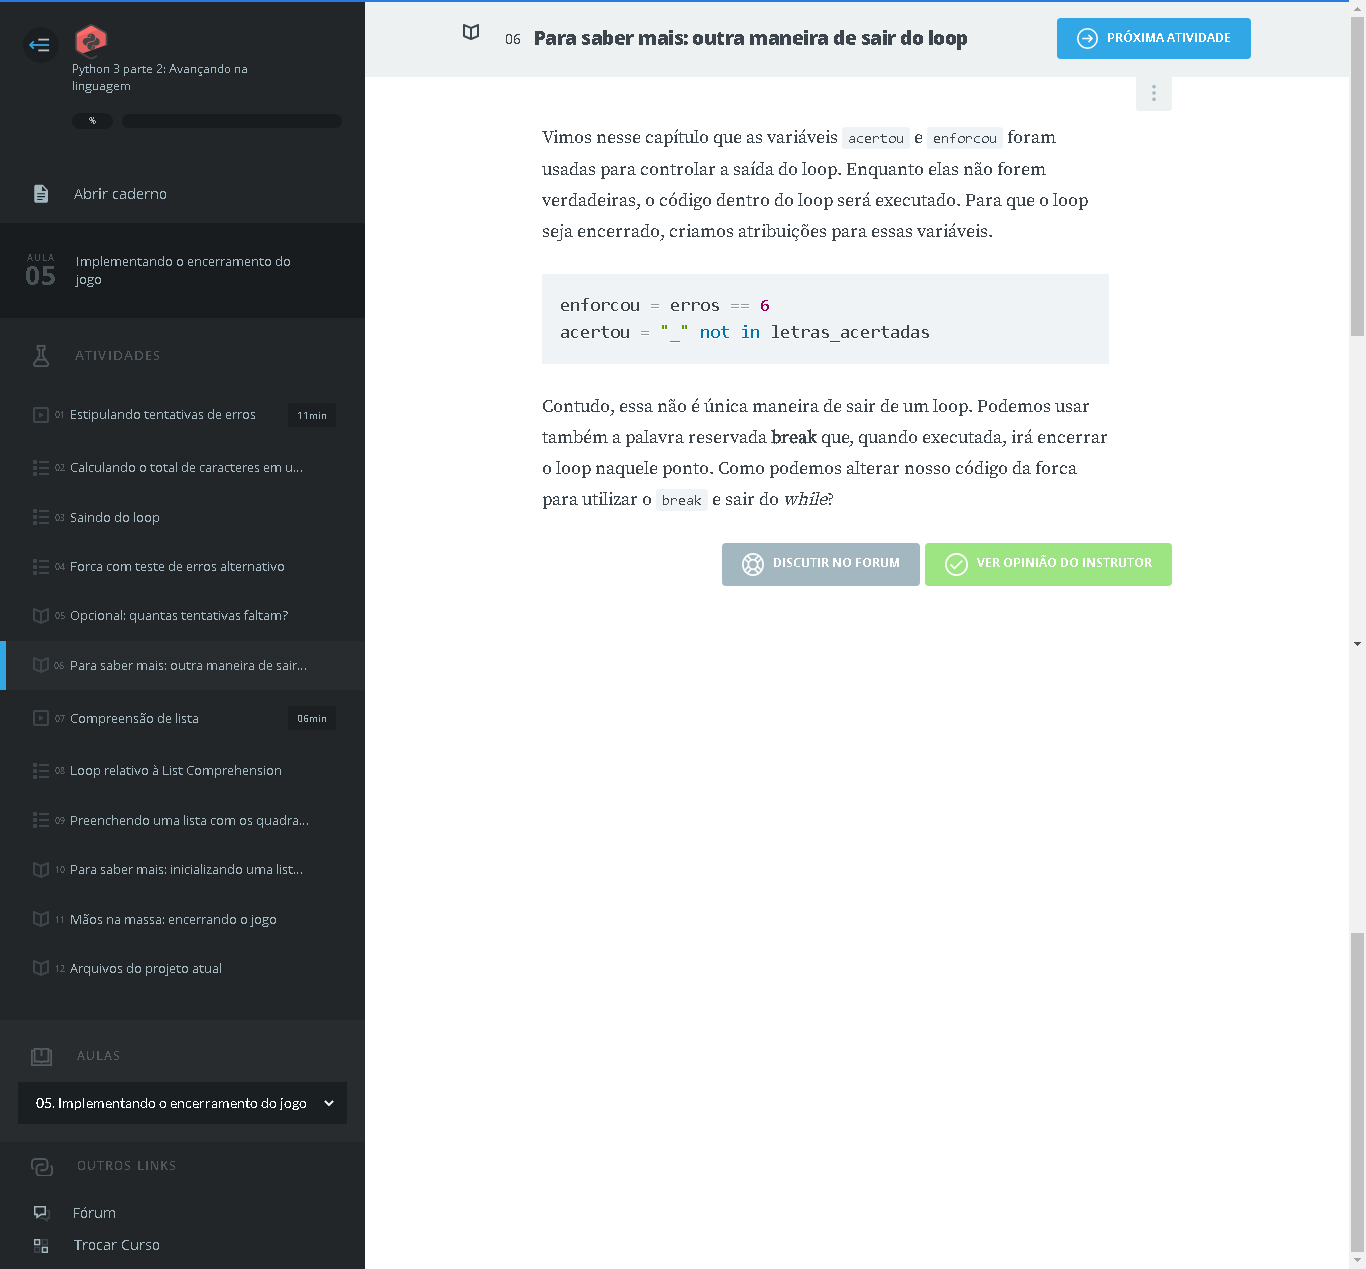 Python 3 parte 2: Avançando na
linguagem
%
Abrir caderno
AULA
05
Implementando o encerramento do
jogo
ATIVIDADES
01 Estipulando tentativas de erros 11min
02 Calculando o total de caracteres em u...
03 Saindo do loop
04 Forca com teste de erros alternativo
05 Opcional: quantas tentativas faltam?
06 Para saber mais: outra maneira de sair...
07 Compreensão de lista 06min
08 Loop relativo à List Comprehension
09 Preenchendo uma lista com os quadra...
10 Para saber mais: inicializando uma list...
11 Mãos na massa: encerrando o jogo
12 Arquivos do projeto atual
AULAS
05. Implementando o encerramento do jogo
OUTROS LINKS
Fórum
Trocar Curso
06 Para saber mais: outra maneira de sair do loop
PRÓXIMA ATIVIDADE
Vimos nesse capítulo que as variáveis acertou e enforcou foram
usadas para controlar a saída do loop. Enquanto elas não forem
verdadeiras, o código dentro do loop será executado. Para que o loop
seja encerrado, criamos atribuições para essas variáveis.
enforcou = erros == 6
acertou = "_" not in letras_acertadas
Contudo, essa não é única maneira de sair de um loop. Podemos usar
também a palavra reservada break que, quando executada, irá encerrar
o loop naquele ponto. Como podemos alterar nosso código da forca
para utilizar o break e sair do while?
DISCUTIR NO FORUM
VER OPINIÃO DO INSTRUTOR